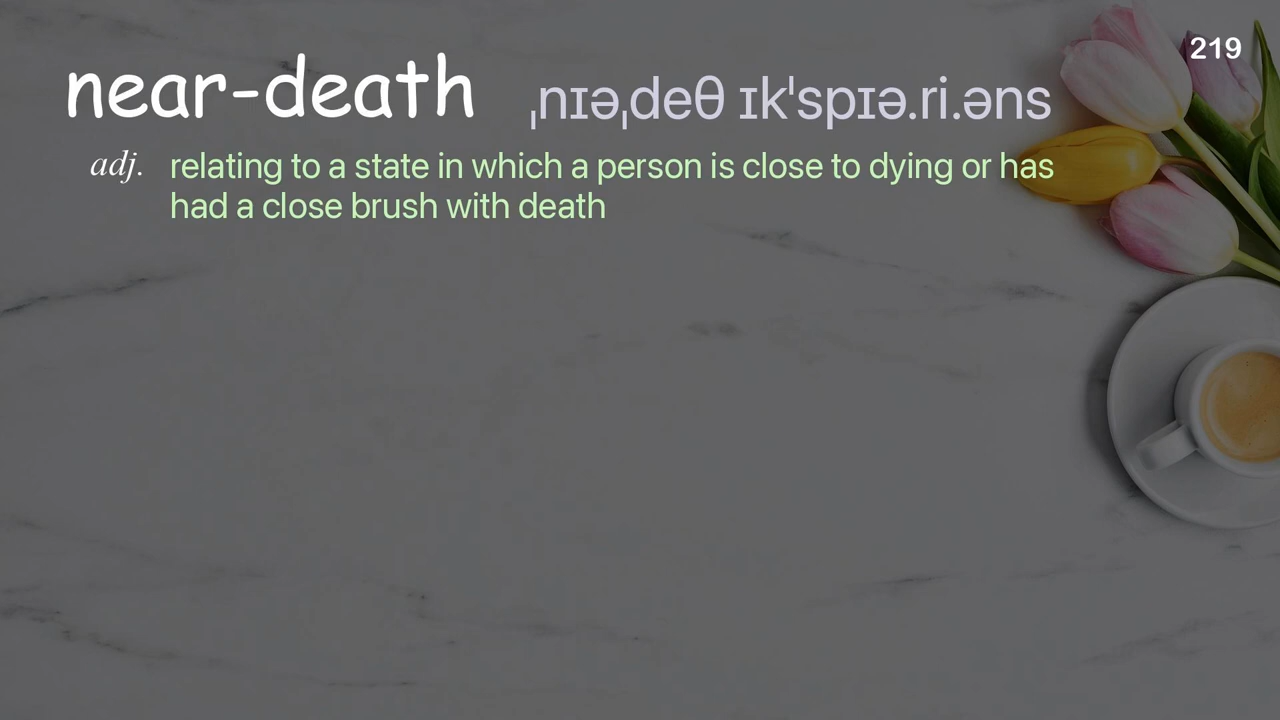 219
near-death ˌnɪəˌdeθ ɪkˈspɪə.ri.əns
adj. relating to a state in which a person is close to dying or has
had a close brush with death